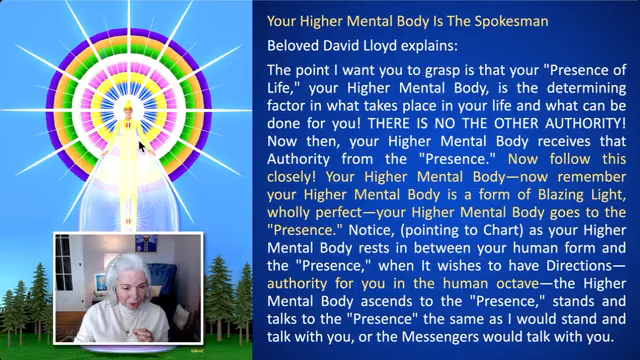 Your Higher Mental Body Is The Spokesman
Beloved David Lloyd explains:
The point I want you to grasp is that your "Presence of
Life," your Higher Mental Body, is the determining
factor in what takes place in your life and what can be
done for you! THERE IS NO THE OTHER AUTHORITY!
Now then, your Higher Mental Body receives that
Authority from the "Presence." Now follow this
closely! Your Higher Mental Body—now remember
your Higher Mental Body is a form of Blazing Light,
wholly perfect—your Higher Mental Body goes to the
"Presence." Notice, (pointing to Chart) as your Higher
Mental Body rests in between your human form and
the "Presence," when It wishes to have Directions—
authority for you in the human octave—the Higher
Mental Body ascends to the "Presence," stands and
talks to the "Presence" the same as I would stand and
talk with you, or the Messengers would talk with you.